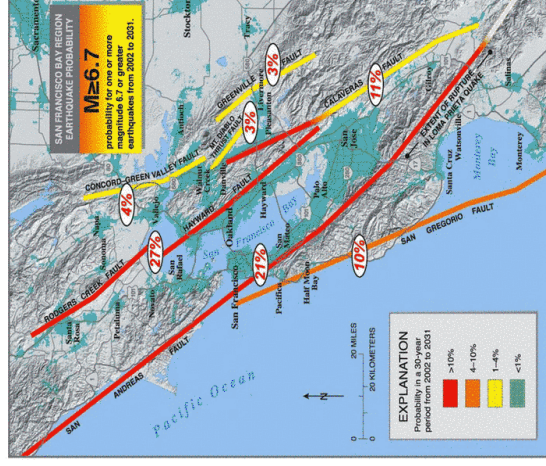 SAN FRANCISCO BAY REGION
EARTHQUAKE PROBABILITY
M≥6.7
probability for one or more
magnitude 6.7 or greater
earthquakes from 2002 to 2031.
Sacramento
Stockton
Tracy
Antioch
Livermore
Pleasanton
GREENVILLE FAULT
3%
MT. DIABLO
THRUST FAULT
3%
CALAVERAS FAULT
11%
CONCORD-GREEN VALLEY FAULT
4%
Napa
Sonoma
Vallejo
Walnut
Creek
Danville
HAYWARD FAULT
27%
RODGERS CREEK FAULT
Santa
Rosa
Petaluma
Novato
San
Rafael
Oakland
Hayward
San Francisco Bay
San Francisco
San
Mateo
Palo
Alto
San
Jose
Gilroy
21%
Pacifica
Half Moon
Bay
SAN GREGORIO FAULT
10%
EXTENT OF RUPTURE
IN LOMA PRIETA QUAKE
Santa Cruz
Watsonville
Monterey
Bay
Salinas
Monterey
SAN ANDREAS FAULT
Pacific Ocean
N
0 20 MILES
0 20 KILOMETERS
EXPLANATION
Probability in a 30-year
period from 2002 to 2031
>10%
4–10%
1–4%
<1%